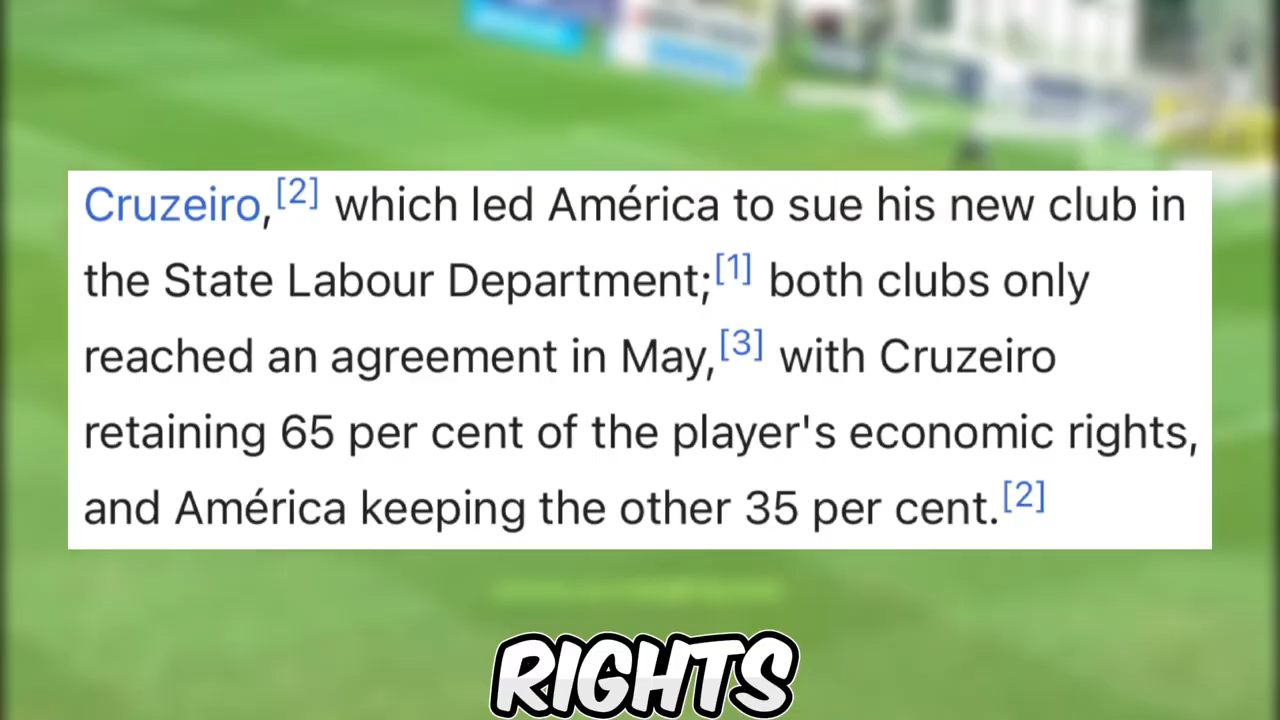 Cruzeiro,[2] which led América to sue his new club in
the State Labour Department;[1] both clubs only
reached an agreement in May,[3] with Cruzeiro
retaining 65 per cent of the player's economic rights,
and América keeping the other 35 per cent.[2]
RIGHTS